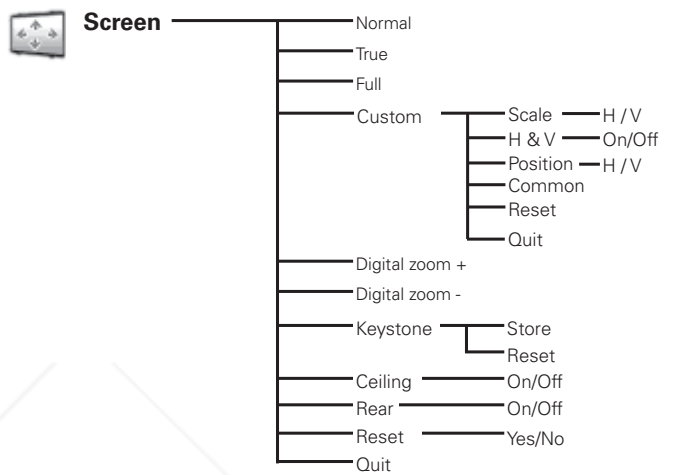 Screen
Normal
True
Full
Custom
Scale
H / V
H & V
On/Off
Position
H / V
Common
Reset
Quit
Digital zoom +
Digital zoom -
Keystone
Store
Reset
Ceiling
On/Off
Rear
On/Off
Reset
Yes/No
Quit